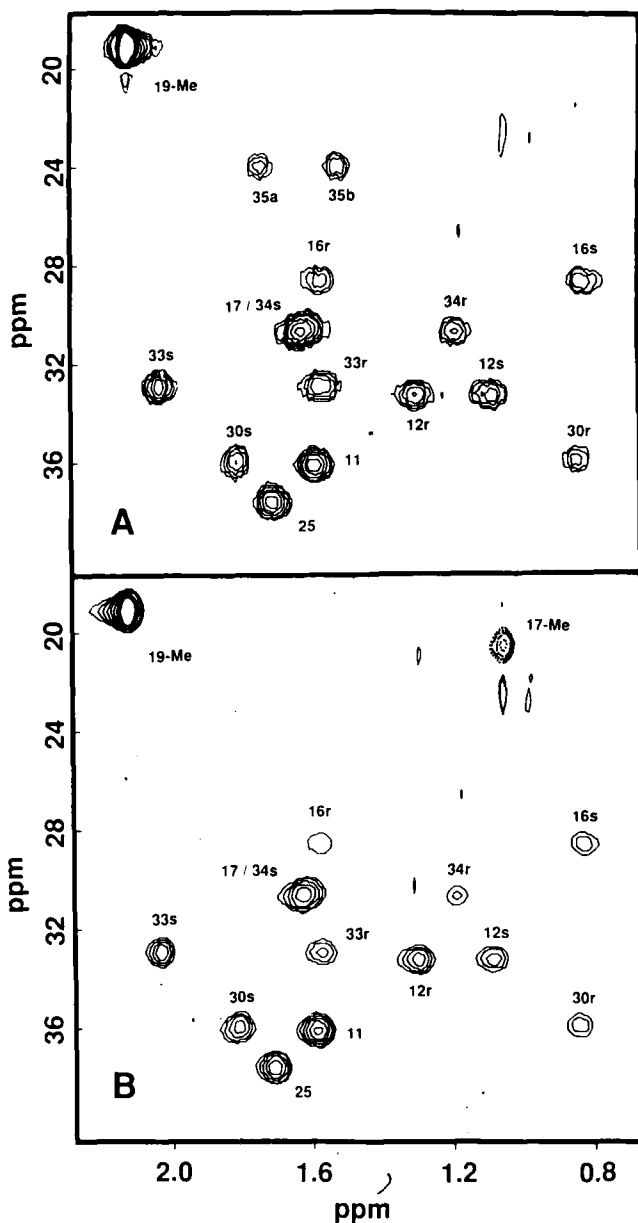 20
19-Me
24
35a
35b
28
16r
16s
17 / 34s
34r
ppm
32
33s
33r
12s
12r
30s
30r
11
36
25
A
17-Me
20
19-Me
24
28
16r
16s
17 / 34s
34r
ppm
32
33s
33r
12s
12r
30s
30r
11
36
25
B
2.0
1.6
1.2
0.8
ppm